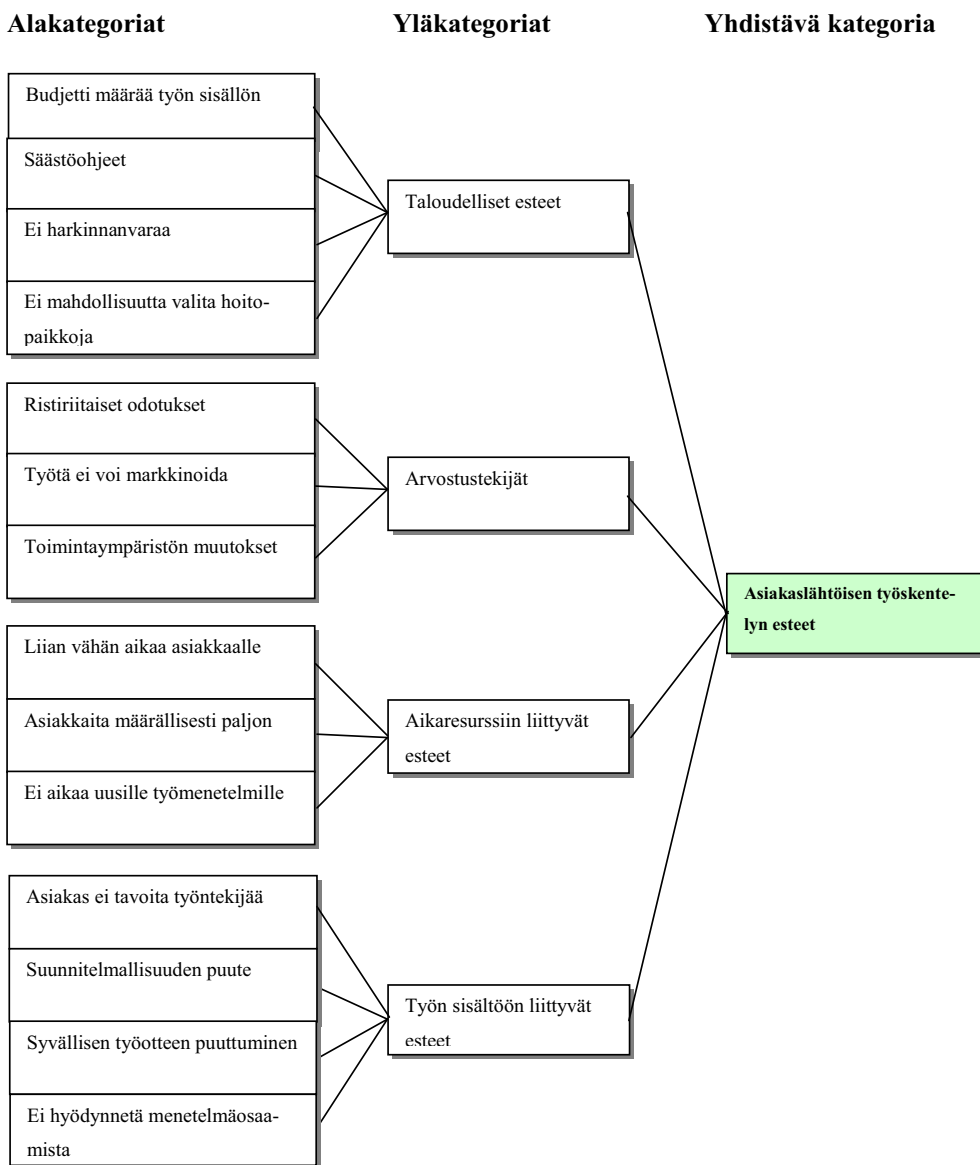 Alakategoriat Yläkategoriat Yhdistävä kategoria
Budjetti määrää työn sisällön
Säästöohjeet
Ei harkinnanvaraa
Ei mahdollisuutta valita hoito-
paikkoja
Taloudelliset esteet
Ristiriitaiset odotukset
Työtä ei voi markkinoida
Toimintaympäristön muutokset
Arvostustekijät
Liian vähän aikaa asiakkaalle
Asiakkaita määrällisesti paljon
Ei aikaa uusille työmenetelmille
Aikaresurssiin liittyvät
esteet
Asiakas ei tavoita työntekijää
Suunnitelmallisuuden puute
Syvällisen työotteen puuttuminen
Ei hyödynnetä menetelmäosaa-
mista
Työn sisältöön liittyvät
esteet
Asiakaslähtöisen työskente-
lyn esteet